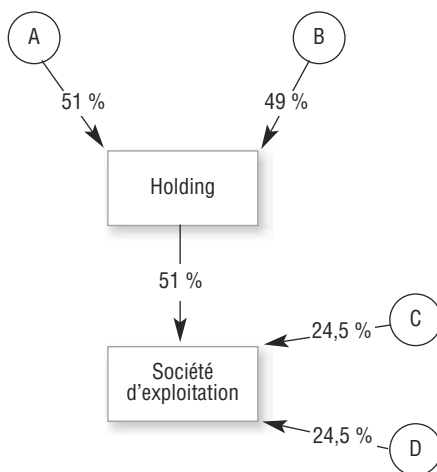 A
B
51 %
49 %
Holding
51 %
C
24,5 %
Société
d'exploitation
24,5 %
D